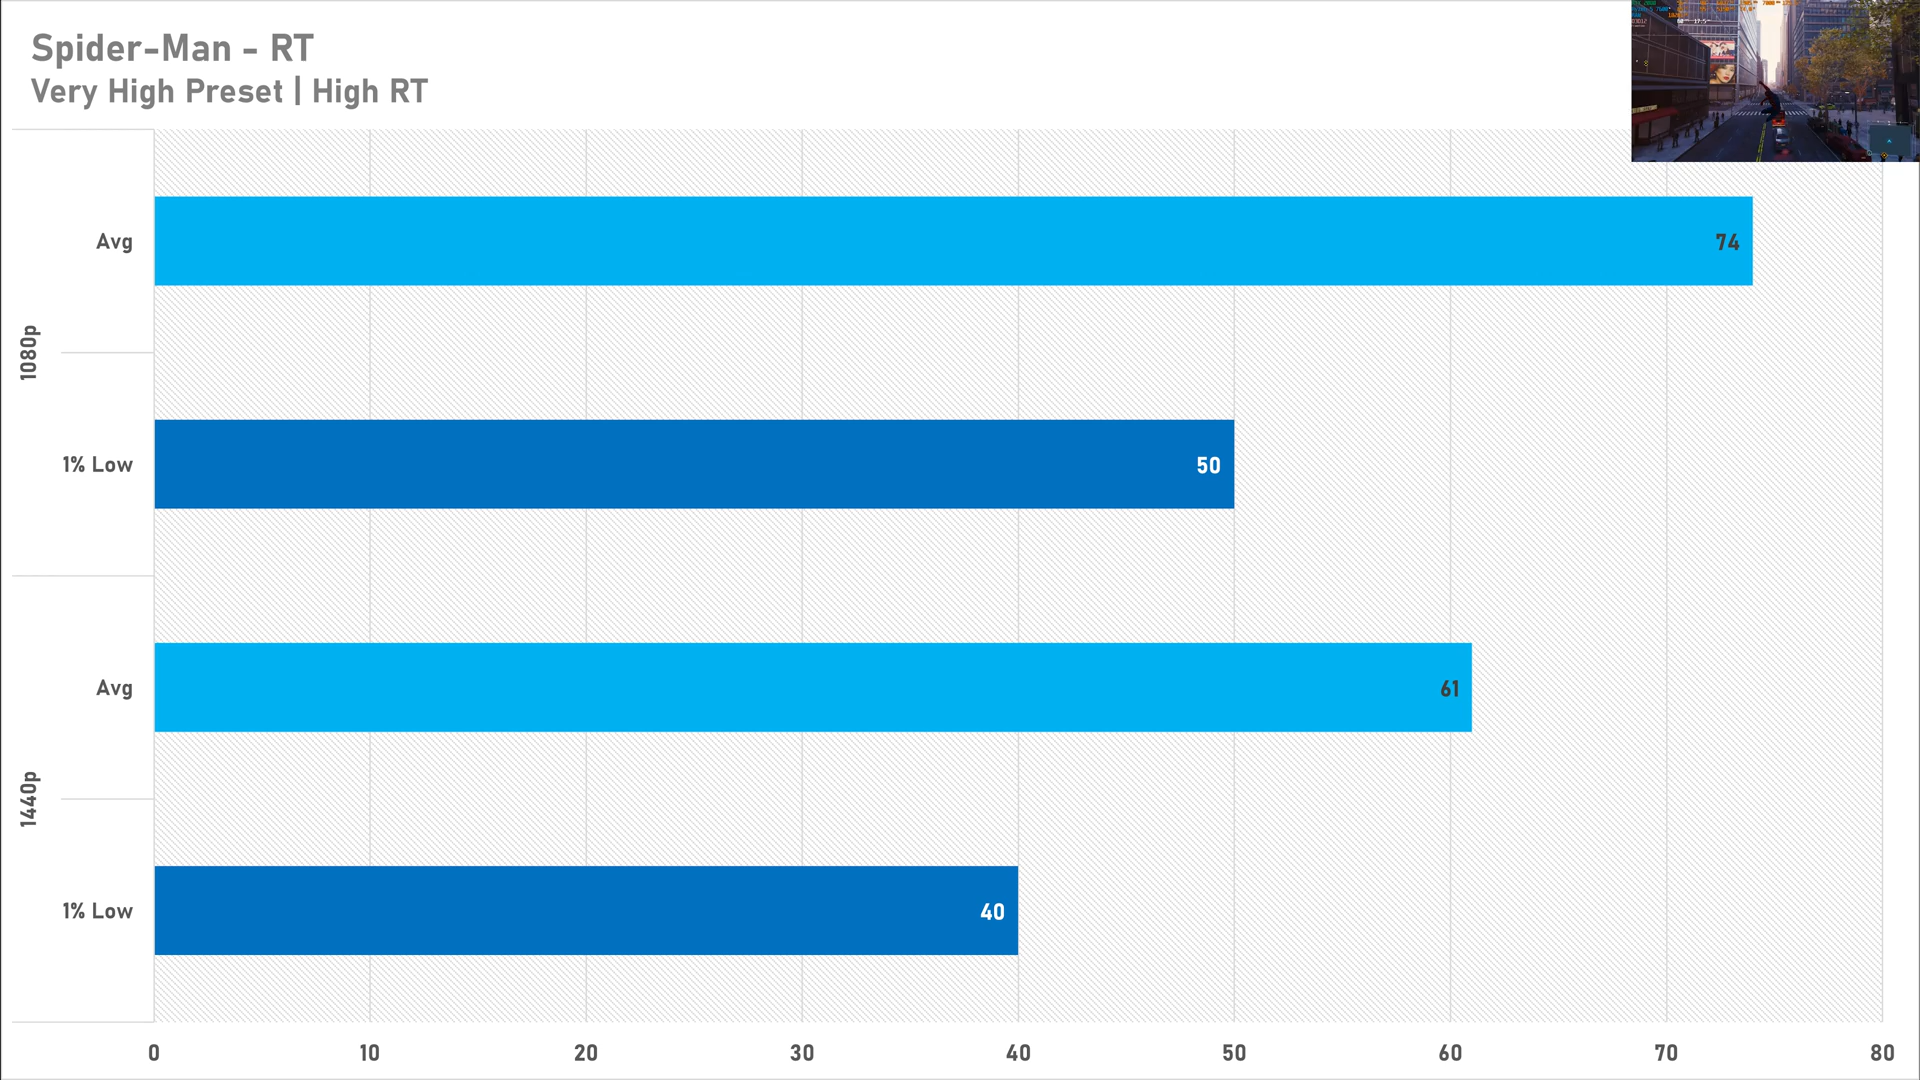 Spider-Man - RT
Very High Preset | High RT
1080p
Avg
74
1% Low
50
1440p
Avg
61
1% Low
40
0 10 20 30 40 50 60 70 80